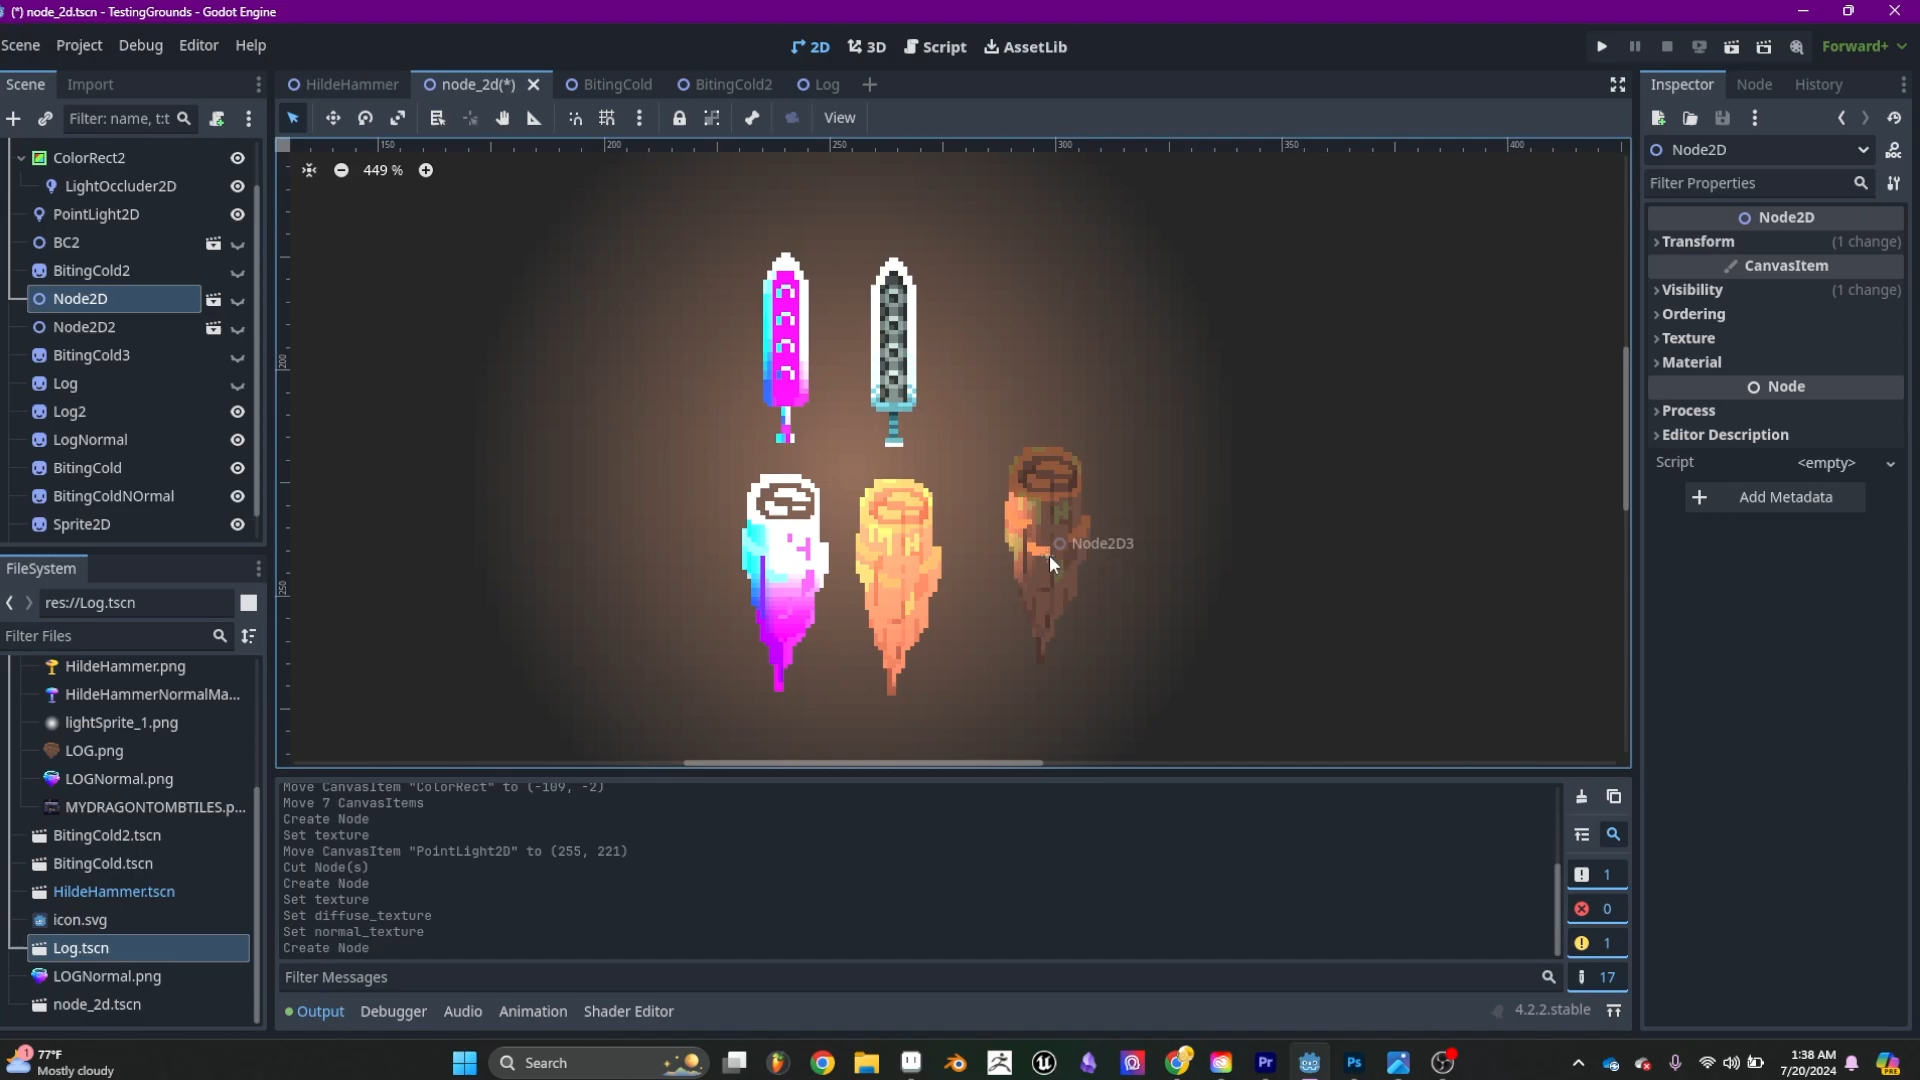 (*) node_2d.tscn - TestingGrounds - Godot Engine
Scene Project Debug Editor Help
2D 3D Script AssetLib
Forward+
Scene Import
HildeHammer node_2d(*) BitingCold BitingCold2 Log
Inspector Node History
Filter: name, t:t
View
Node2D
Filter Properties
150 200 250 300 350 400
449 %
ColorRect2
LightOccluder2D
PointLight2D
BC2
BitingCold2
Node2D
Node2D2
BitingCold3
Log
Log2
LogNormal
BitingCold
BitingColdNOrmal
Sprite2D
200
250
Node2D3
Node2D
Transform (1 change)
CanvasItem
Visibility (1 change)
Ordering
Texture
Material
Node
Process
Editor Description
Script <empty>
Add Metadata
FileSystem
res://Log.tscn
Filter Files
HildeHammer.png
HildeHammerNormalMa...
lightSprite_1.png
LOG.png
LOGNormal.png
MYDRAGONTOMBTILES.p...
BitingCold2.tscn
BitingCold.tscn
HildeHammer.tscn
icon.svg
Log.tscn
LOGNormal.png
node_2d.tscn
Move CanvasItem "ColorRect" to (-109, -2)
Move 7 CanvasItems
Create Node
Set texture
Move CanvasItem "PointLight2D" to (255, 221)
Cut Node(s)
Create Node
Set texture
Set diffuse_texture
Set normal_texture
Create Node
1
0
1
17
Filter Messages
Output Debugger Audio Animation Shader Editor
4.2.2.stable
1
77°F
Mostly cloudy
Search
Pr
Ps
1:38 AM
7/20/2024
PRE